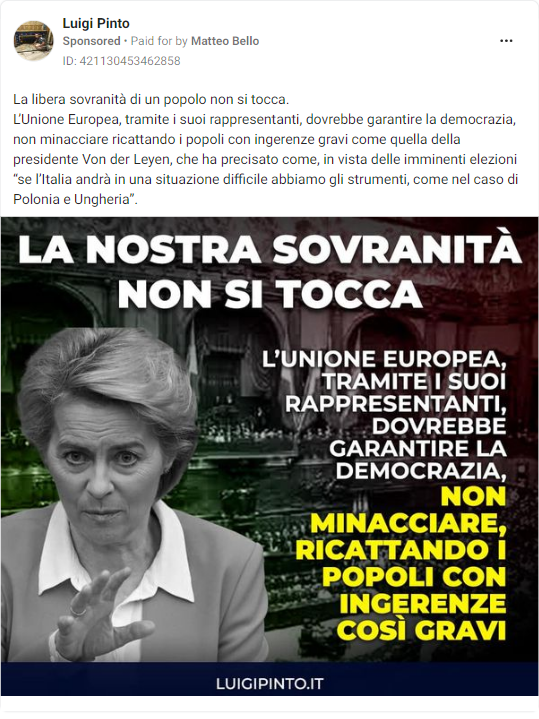 Luigi Pinto
Sponsored • Paid for by Matteo Bello
ID: 421130453462858
La libera sovranità di un popolo non si tocca.
L'Unione Europea, tramite i suoi rappresentanti, dovrebbe garantire la democrazia,
non minacciare ricattando i popoli con ingerenze gravi come quella della
presidente Von der Leyen, che ha precisato come, in vista delle imminenti elezioni
“se l'Italia andrà in una situazione difficile abbiamo gli strumenti, come nel caso di
Polonia e Ungheria”.
LA NOSTRA SOVRANITÀ
NON SI TOCCA
L'UNIONE EUROPEA,
TRAMITE I SUOI
RAPPRESENTANTI,
DOVREBBE
GARANTIRE LA
DEMOCRAZIA,
NON
MINACCIARE,
RICATTANDO I
POPOLI CON
INGERENZE
COSÌ GRAVI
LUIGIPINTO.IT